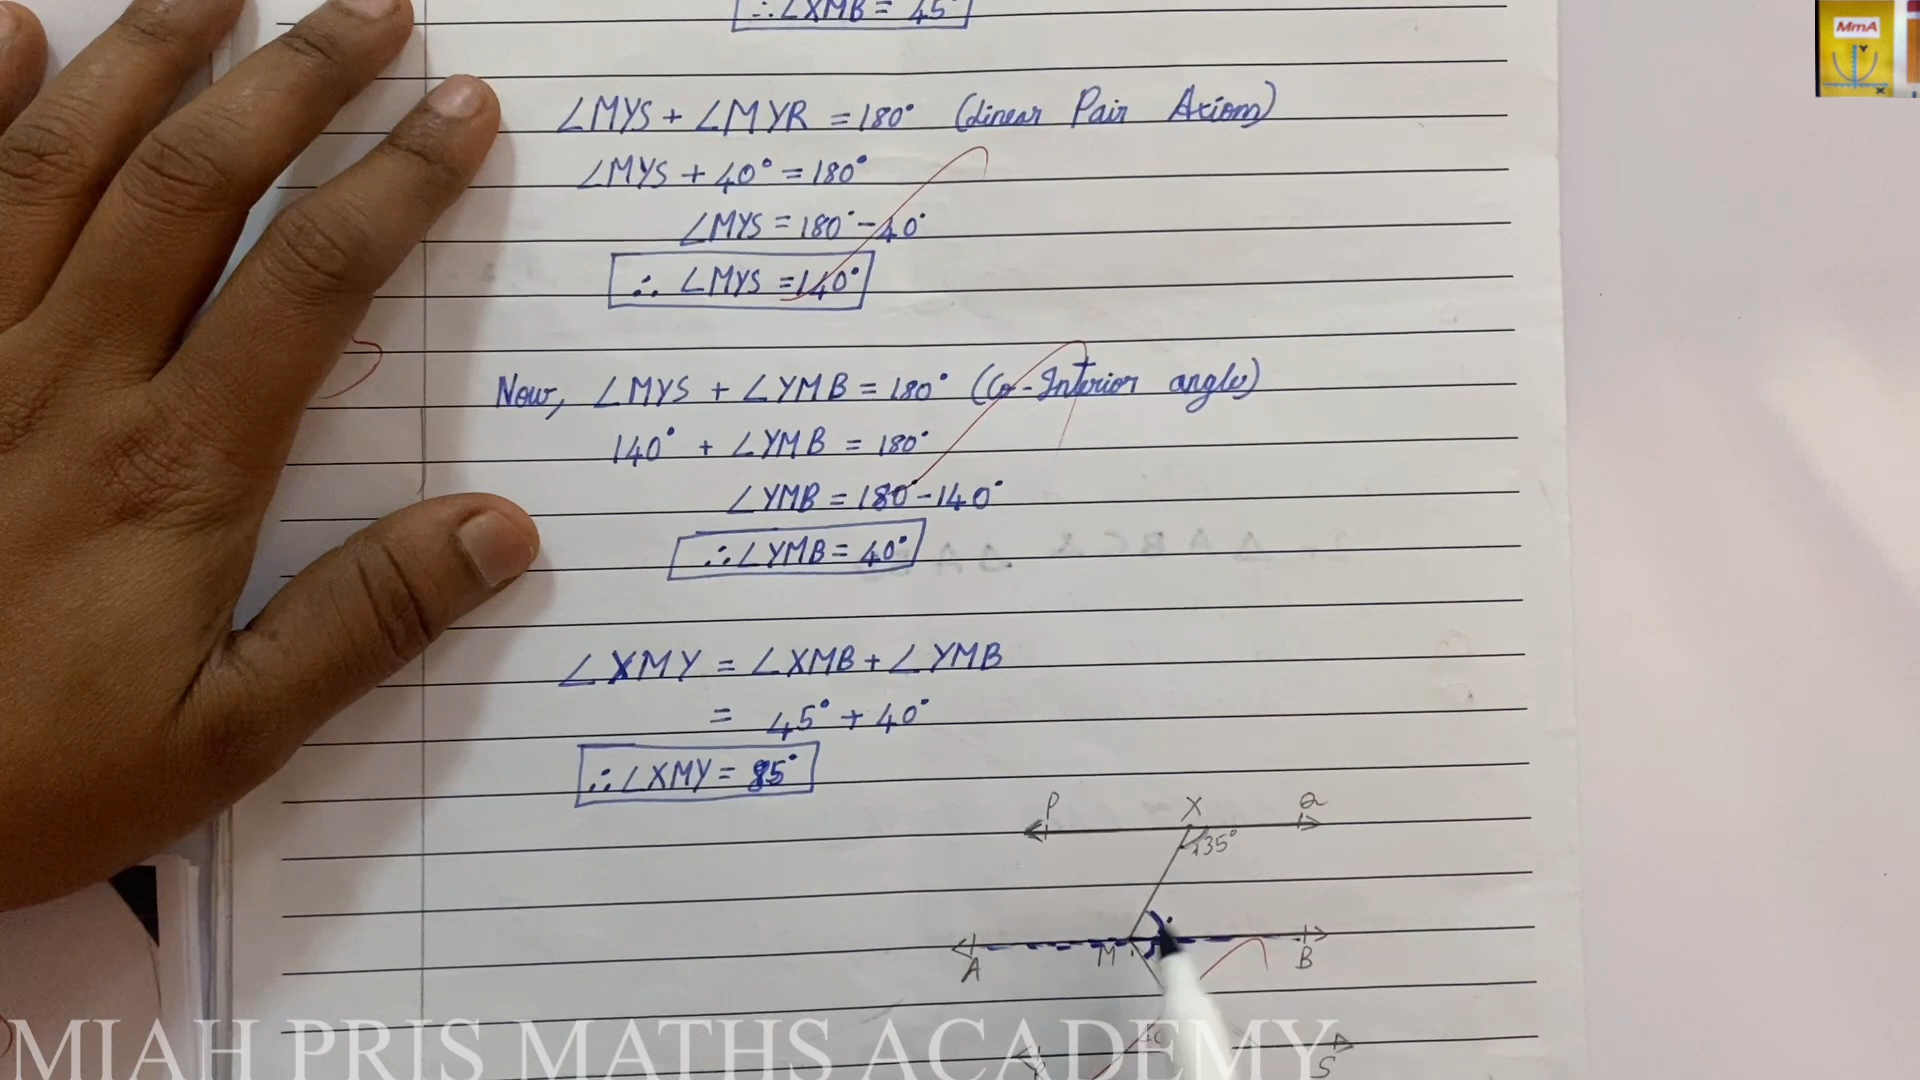 ∴∠XMB = 45°
MmA
Y
X
∠MYS + ∠MYR = 180° (Linear Pair Axiom)
∠MYS + 40° = 180°
∠MYS = 180° - 40°
∴ ∠MYS = 140°
Now, ∠MYS + ∠YMB = 180° (Co-Interior angle)
140° + ∠YMB = 180°
∠YMB = 180° - 140°
∴∠YMB = 40°
∠XMY = ∠XMB + ∠YMB
= 45° + 40°
∴∠XMY = 85°
P X Q
135°
A M B
S
MIAH PRIS MATHS ACADEMY